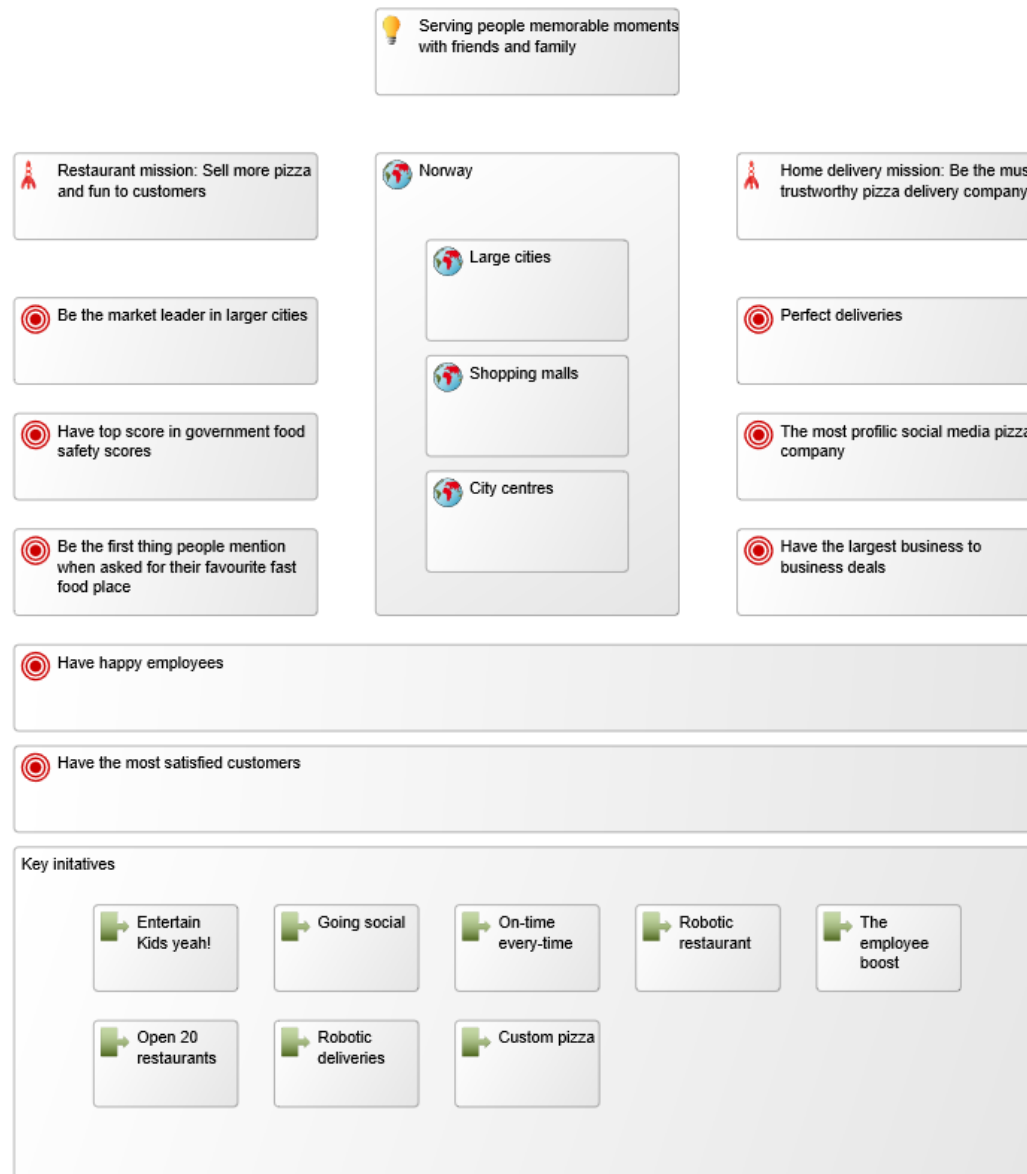 Serving people memorable moments
with friends and family
Restaurant mission: Sell more pizza
and fun to customers
Norway
Home delivery mission: Be the mus
trustworthy pizza delivery company
Large cities
Be the market leader in larger cities
Perfect deliveries
Shopping malls
Have top score in government food
safety scores
The most profilic social media pizza
company
City centres
Be the first thing people mention
when asked for their favourite fast
food place
Have the largest business to
business deals
Have happy employees
Have the most satisfied customers
Key initatives
Entertain
Kids yeah!
Going social
On-time
every-time
Robotic
restaurant
The
employee
boost
Open 20
restaurants
Robotic
deliveries
Custom pizza